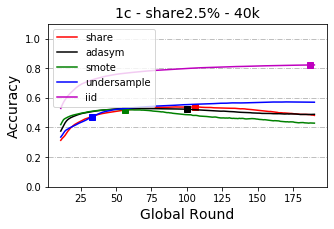 1c - share2.5% - 40k
share
adasym
smote
undersample
iid
Accuracy
1.0
0.8
0.6
0.4
0.2
0.0
25 50 75 100 125 150 175
Global Round